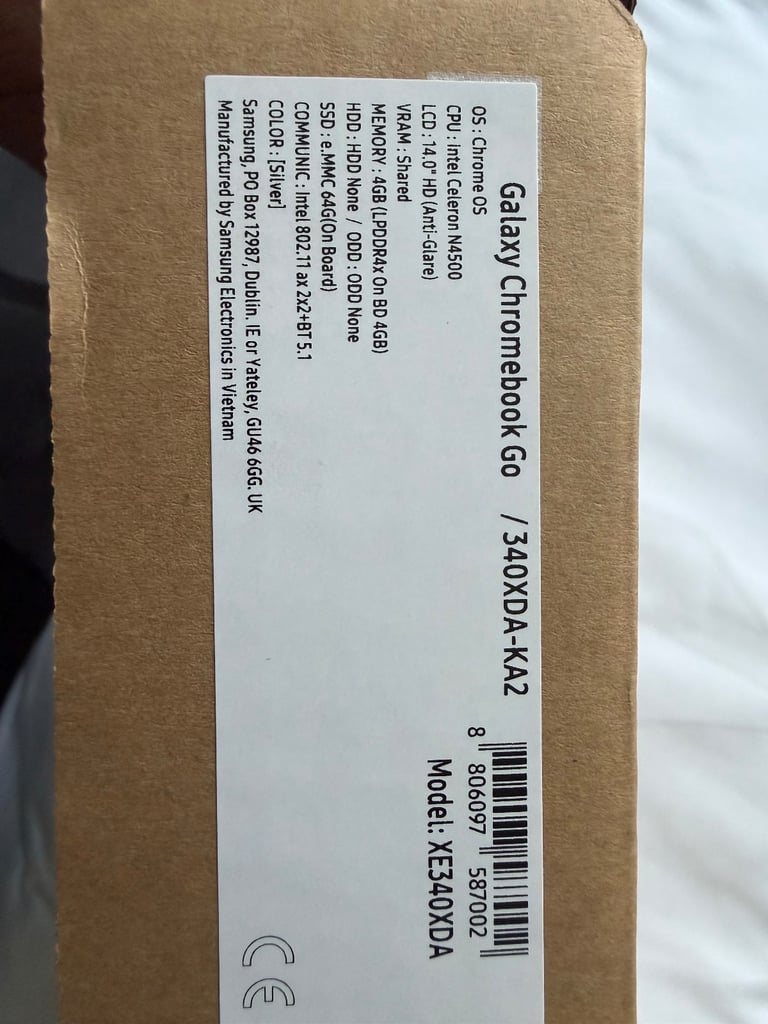 Galaxy Chromebook Go / 340XDA-KA2
OS : Chrome OS
CPU : Intel Celeron N4500
LCD : 14.0" HD (Anti-Glare)
VRAM : Shared
MEMORY : 4GB (LPDDR4x On BD 4GB)
HDD : HDD None / ODD : ODD None
SSD : e.MMC 64G(On Board)
COMMUNIC : Intel 802.11 ax 2x2+BT 5.1
COLOR : [Silver]
Samsung, PO Box 12987, Dublin. IE or Yateley, GU46 6GG. UK
Manufactured by Samsung Electronics in Vietnam
8 806097 587002
Model: XE340XDA
CE